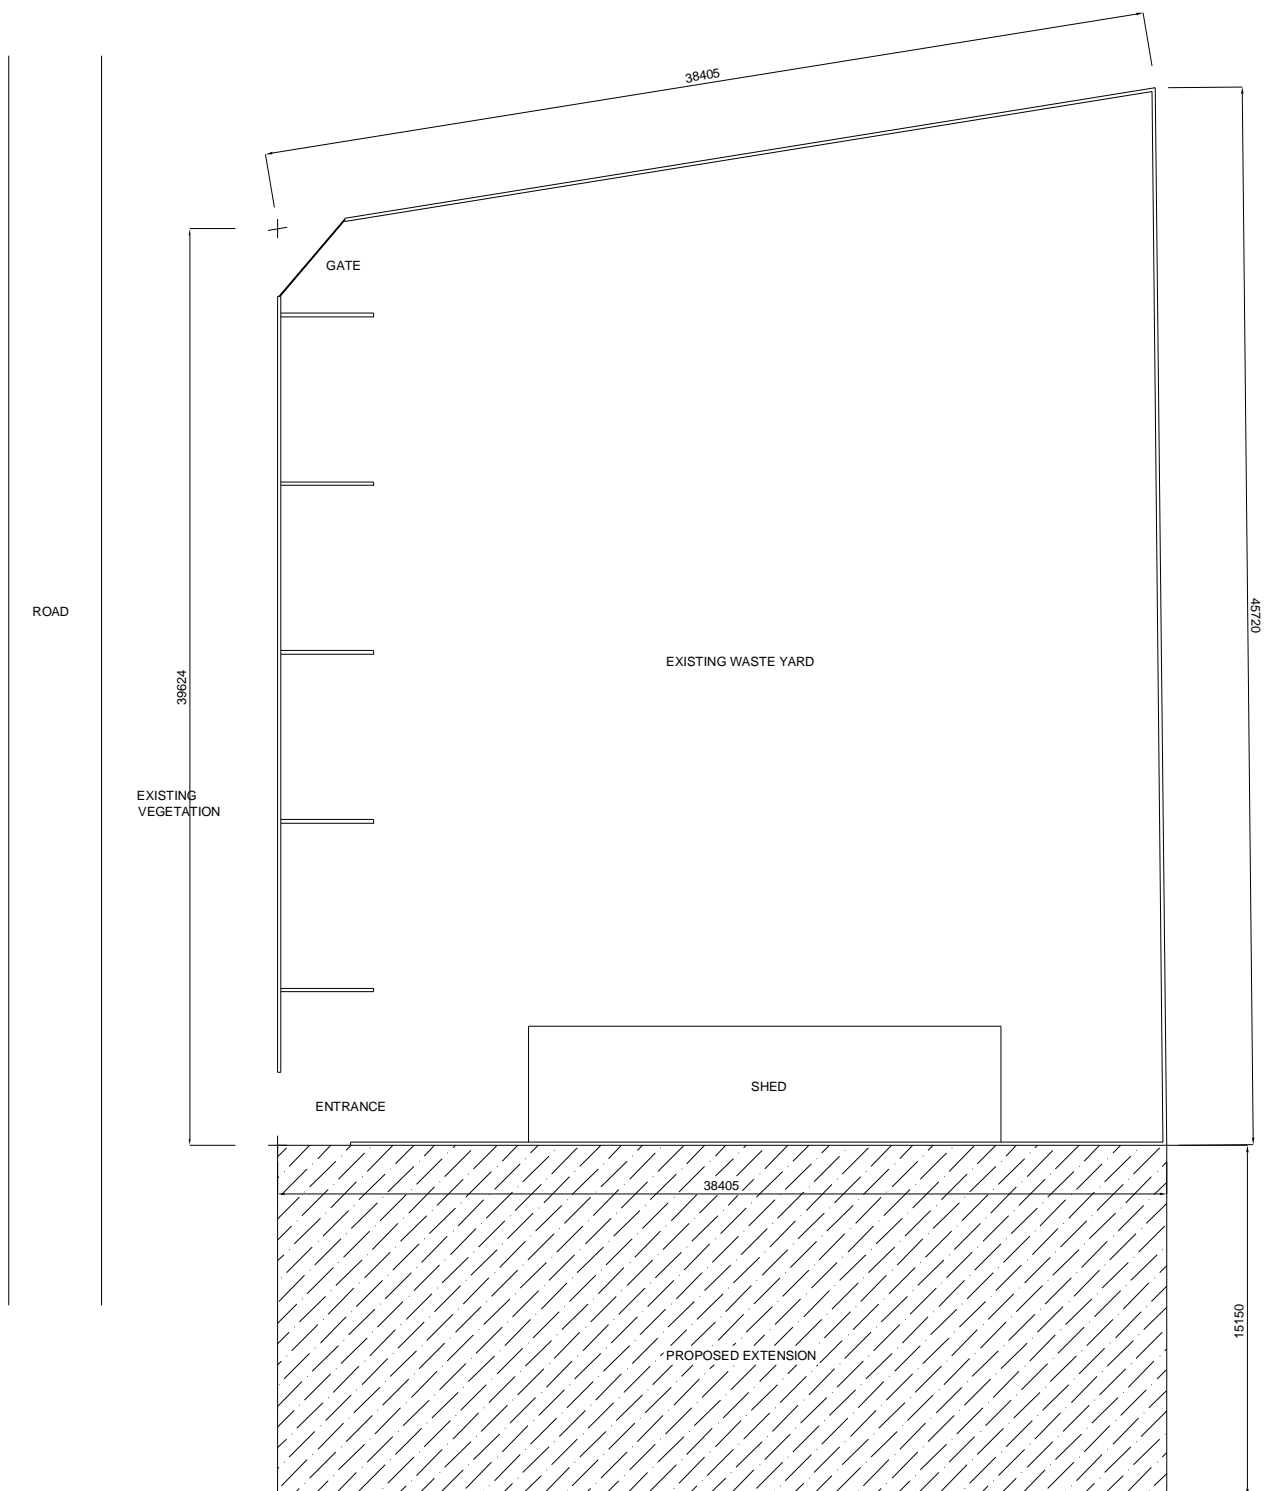 38405
GATE
ROAD
45720
EXISTING WASTE YARD
39624
EXISTING
VEGETATION
SHED
ENTRANCE
38405
15150
PROPOSED EXTENSION